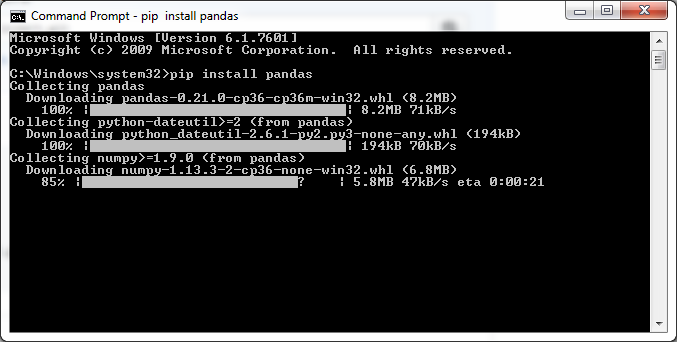 Command Prompt - pip  install pandas
Microsoft Windows [Version 6.1.7601]
Copyright (c) 2009 Microsoft Corporation.  All rights reserved.
C:\Windows\system32>pip install pandas
Collecting pandas
  Downloading pandas-0.21.0-cp36-cp36m-win32.whl (8.2MB)
    100% |████████████████████████████████| 8.2MB 71kB/s
Collecting python-dateutil>=2 (from pandas)
  Downloading python_dateutil-2.6.1-py2.py3-none-any.whl (194kB)
    100% |████████████████████████████████| 194kB 70kB/s
Collecting numpy>=1.9.0 (from pandas)
  Downloading numpy-1.13.3-2-cp36-none-win32.whl (6.8MB)
    85% |███████████████████████████?    | 5.8MB 47kB/s eta 0:00:21